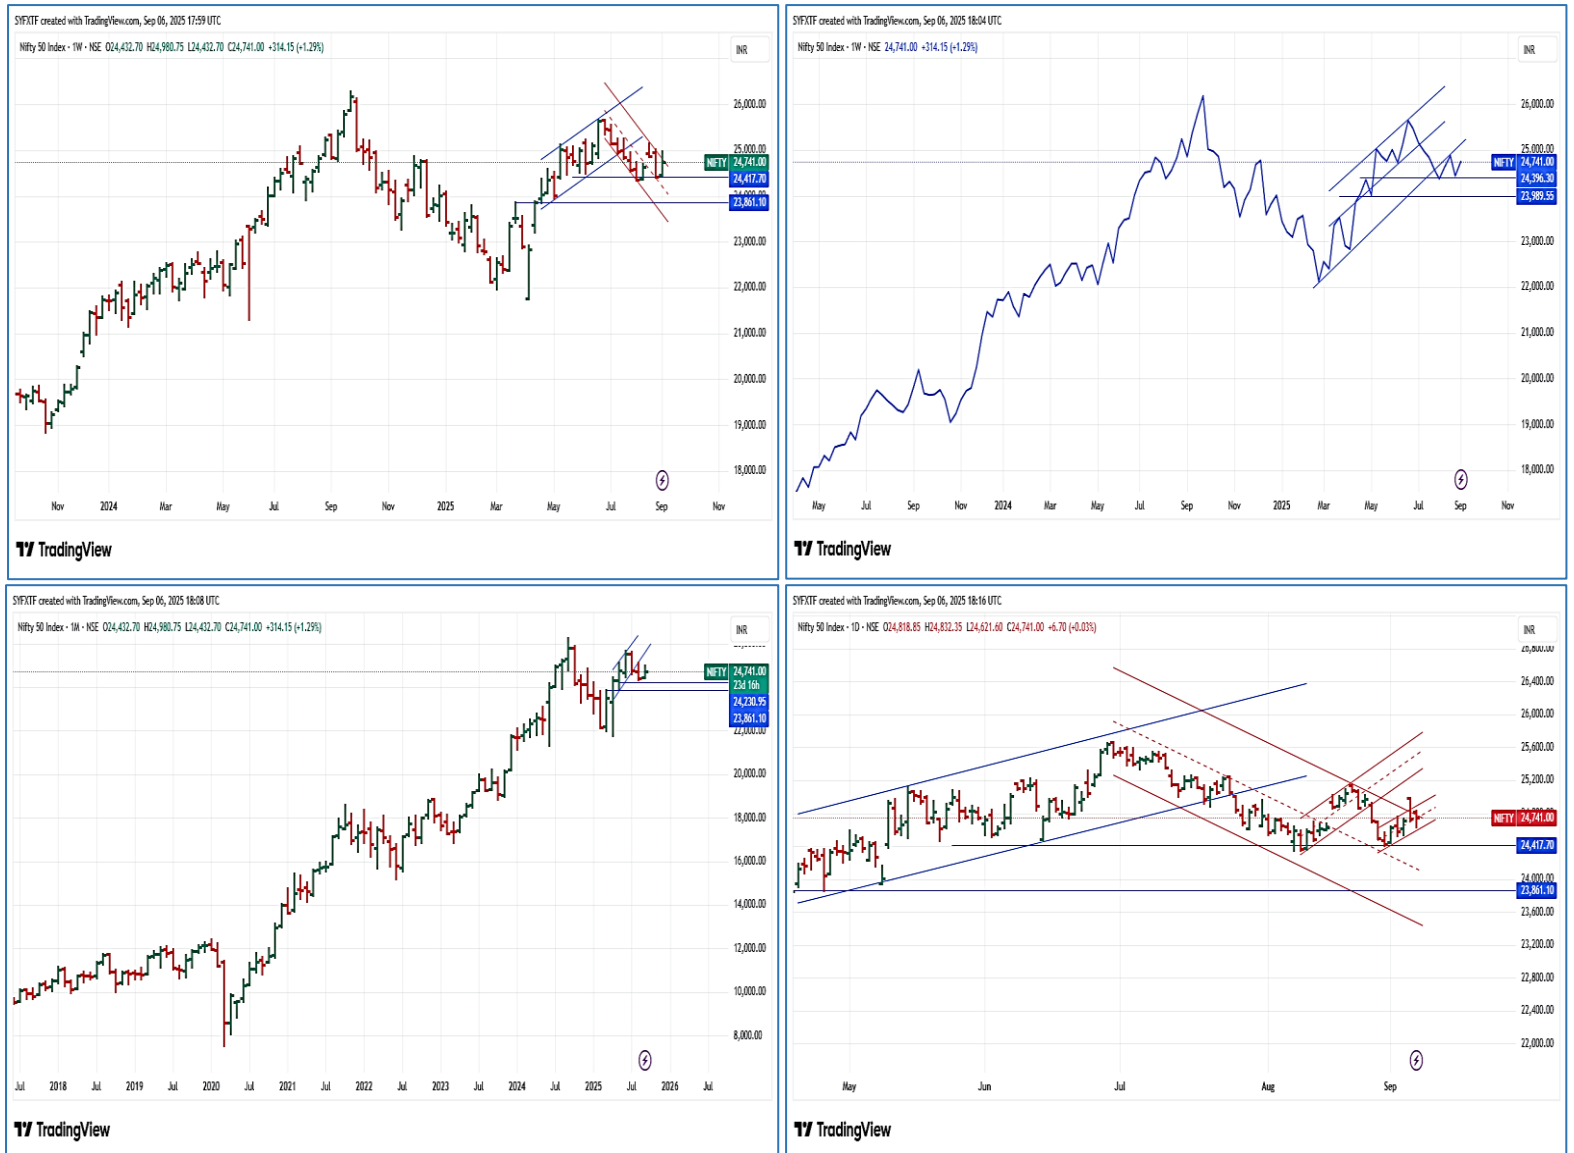 SYFXTF created with TradingView.com, Sep 06, 2025 17:59 UTC
Nifty 50 Index · 1W · NSE O24,432.70 H24,980.75 L24,432.70 C24,741.00 +314.15 (+1.29%)
INR
26,000.00
25,000.00
NIFTY 24,741.00
24,417.70
23,861.10
23,000.00
22,000.00
21,000.00
20,000.00
19,000.00
18,000.00
Nov 2024 Mar May Jul Sep Nov 2025 Mar May Jul Sep Nov
TradingView
SYFXTF created with TradingView.com, Sep 06, 2025 18:04 UTC
Nifty 50 Index · 1W · NSE 24,741.00 +314.15 (+1.29%)
INR
26,000.00
25,000.00
NIFTY 24,741.00
24,396.30
23,989.55
23,000.00
22,000.00
21,000.00
20,000.00
19,000.00
18,000.00
May Jul Sep Nov 2024 Mar May Jul Sep Nov 2025 Mar May Jul Sep Nov
TradingView
SYFXTF created with TradingView.com, Sep 06, 2025 18:08 UTC
Nifty 50 Index · 1M · NSE O24,432.70 H24,980.75 L24,432.70 C24,741.00 +314.15 (+1.29%)
INR
NIFTY 24,741.00
23d 16h
24,230.95
23,861.10
22,000.00
20,000.00
18,000.00
16,000.00
14,000.00
12,000.00
10,000.00
8,000.00
Jul 2018 Jul 2019 Jul 2020 Jul 2021 Jul 2022 Jul 2023 Jul 2024 Jul 2025 Jul 2026 Jul
TradingView
SYFXTF created with TradingView.com, Sep 06, 2025 18:16 UTC
Nifty 50 Index · 1D · NSE O24,818.85 H24,832.35 L24,621.60 C24,741.00 +6.70 (+0.03%)
INR
26,800.00
26,400.00
26,000.00
25,600.00
25,200.00
NIFTY 24,741.00
24,417.70
24,000.00
23,861.10
23,600.00
23,200.00
22,800.00
22,400.00
22,000.00
May Jun Jul Aug Sep
TradingView